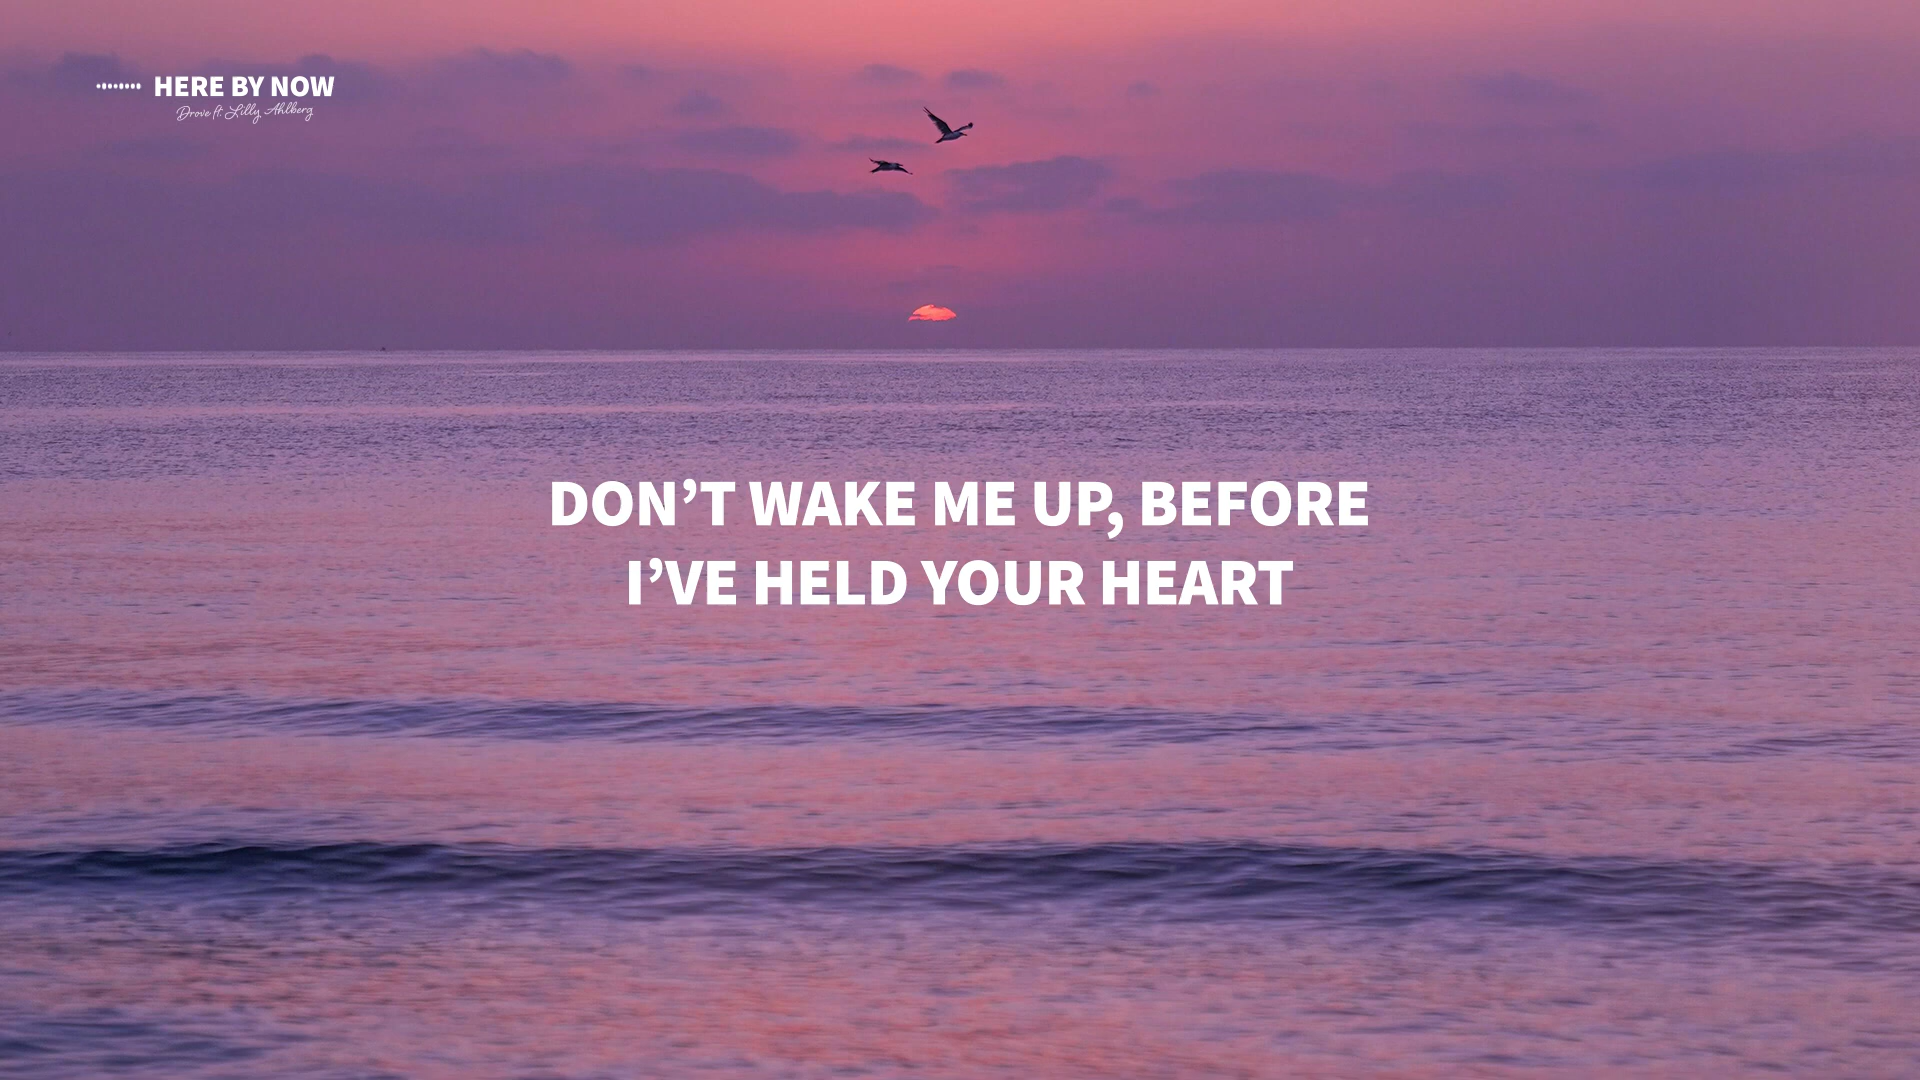 HERE BY NOW
Drove ft. Lilly Ahlberg
DON’T WAKE ME UP, BEFORE
I’VE HELD YOUR HEART